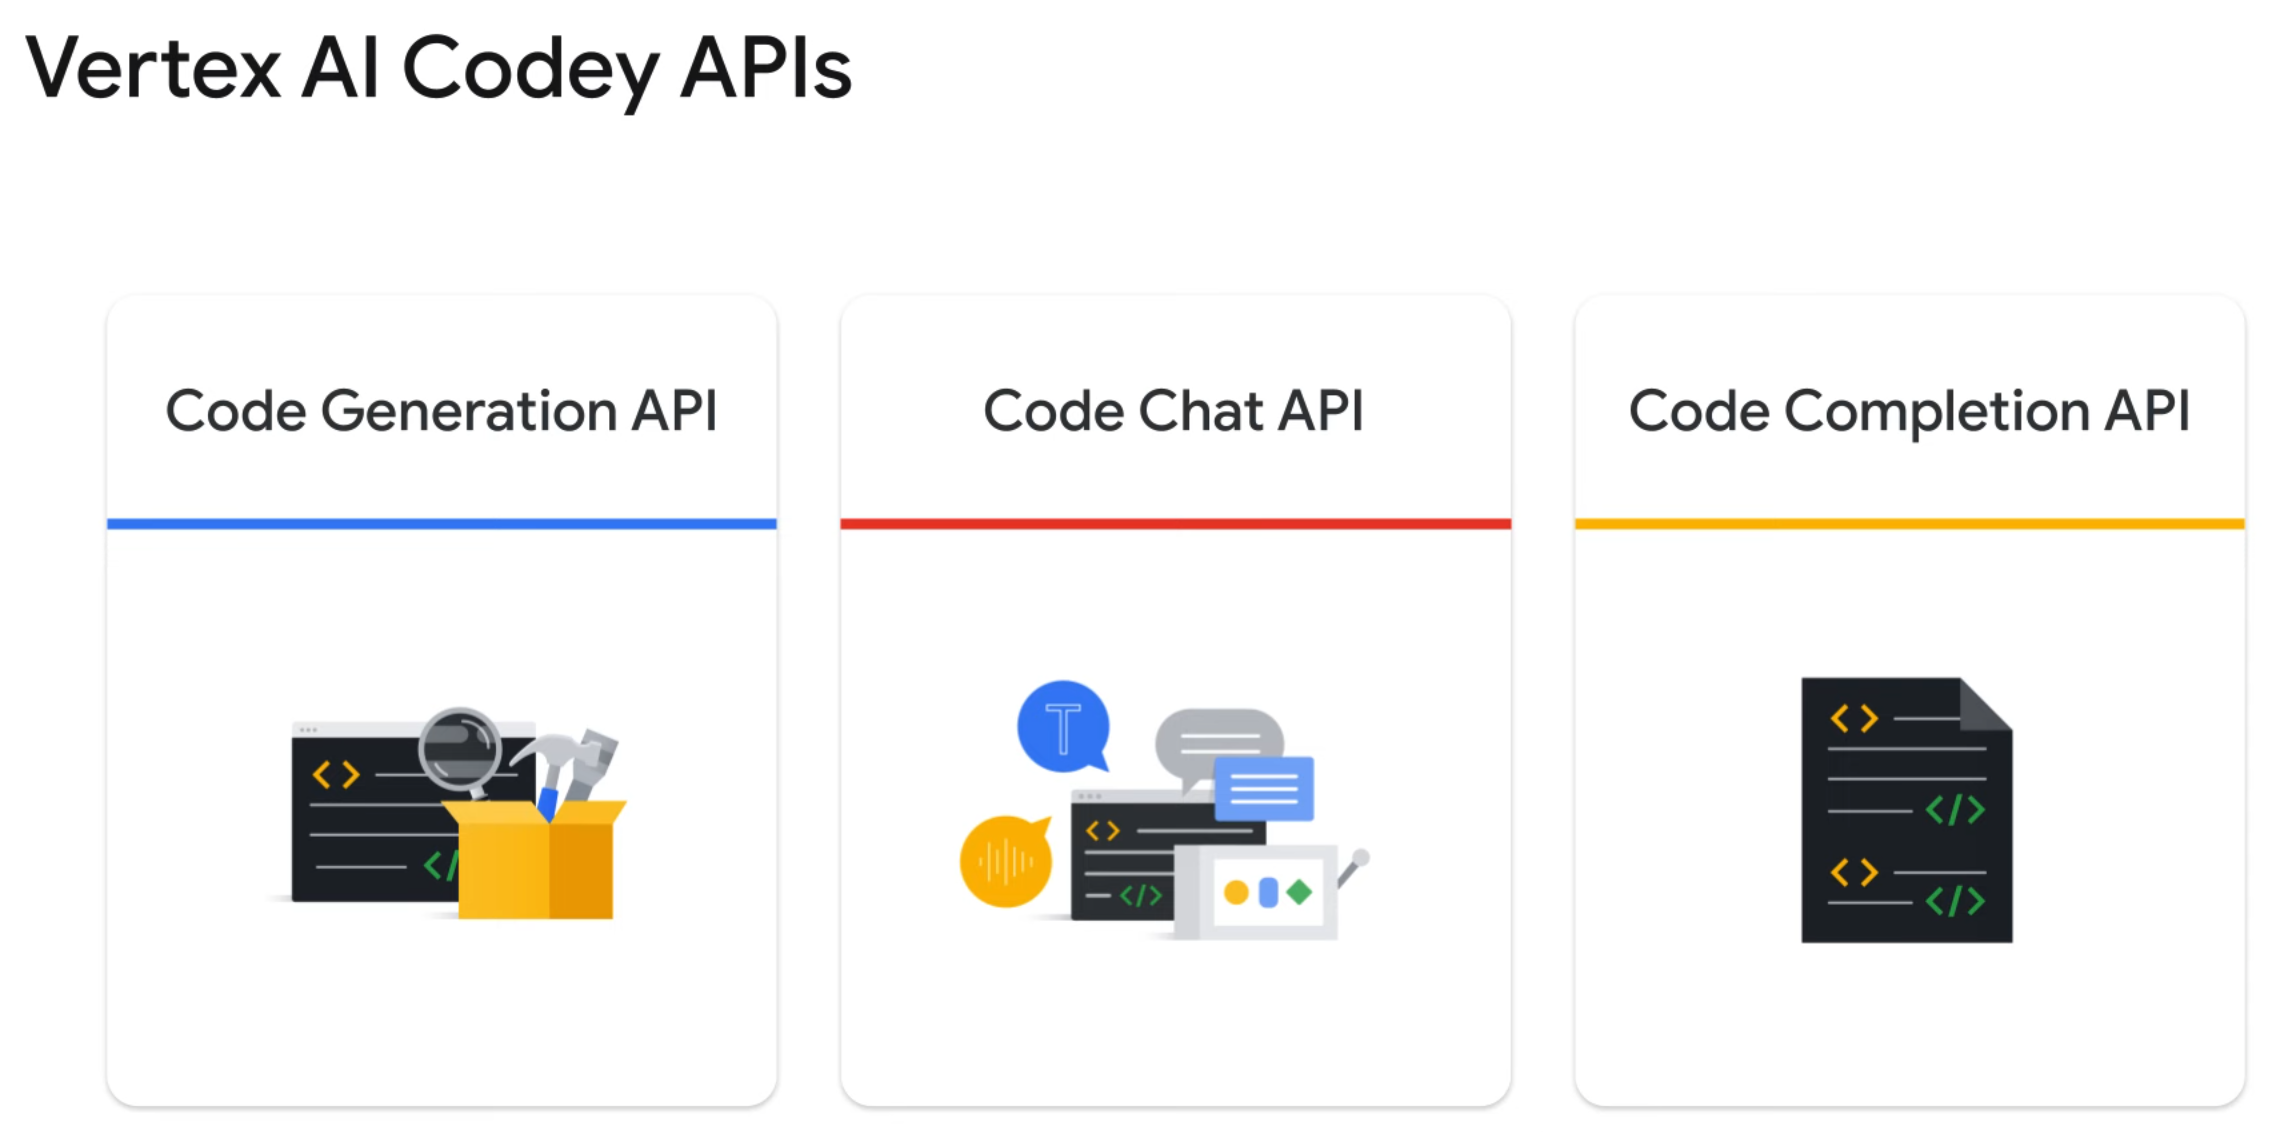 Vertex AI Codey APIs
Code Generation API
Code Chat API
Code Completion API
< >
</
T
< >
</>
< >
</>
< >
</>